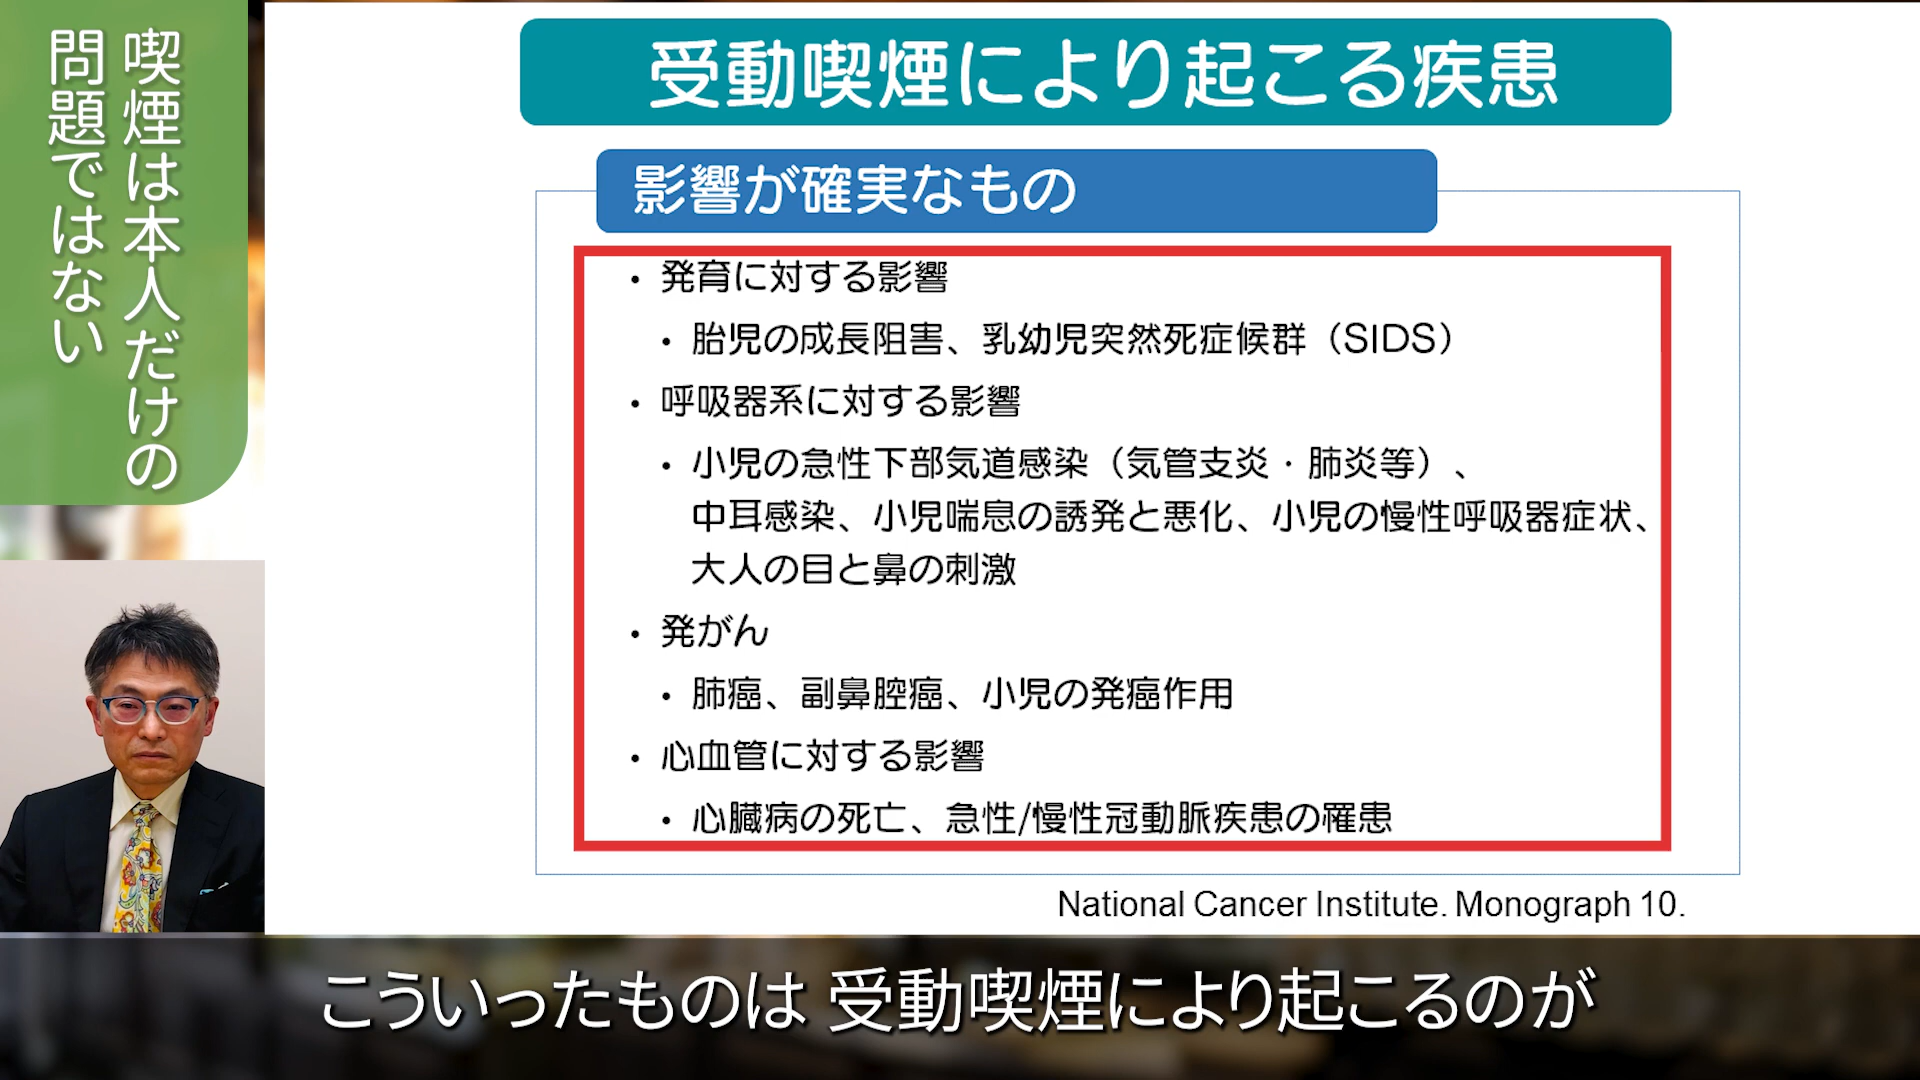 喫煙は本人だけの
問題ではない
受動喫煙により起こる疾患
影響が確実なもの
・発育に対する影響
・胎児の成長阻害、乳幼児突然死症候群（SIDS）
・呼吸器系に対する影響
・小児の急性下部気道感染（気管支炎・肺炎等）、
中耳感染、小児喘息の誘発と悪化、小児の慢性呼吸器症状、
大人の目と鼻の刺激
・発がん
・肺癌、副鼻腔癌、小児の発癌作用
・心血管に対する影響
・心臓病の死亡、急性/慢性冠動脈疾患の罹患
National Cancer Institute. Monograph 10.
こういったものは 受動喫煙により起こるのが